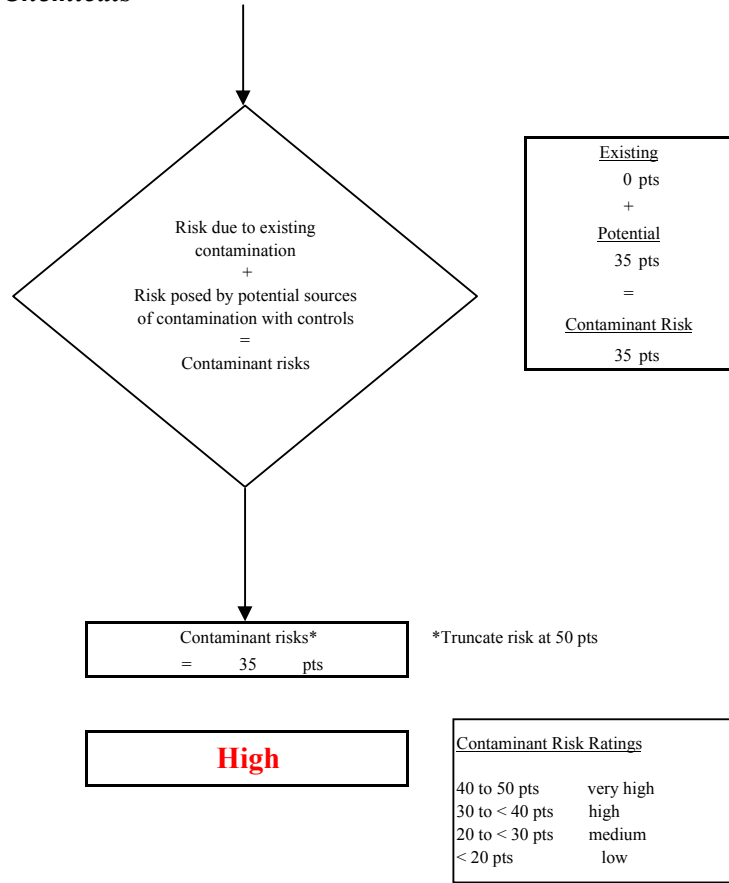 Risk due to existing
contamination
+
Risk posed by potential sources
of contamination with controls
=
Contaminant risks
Existing
0 pts
+
Potential
35 pts
=
Contaminant Risk
35 pts
Contaminant risks*
= 35 pts
*Truncate risk at 50 pts
High
Contaminant Risk Ratings
40 to 50 pts very high
30 to < 40 pts high
20 to < 30 pts medium
< 20 pts low